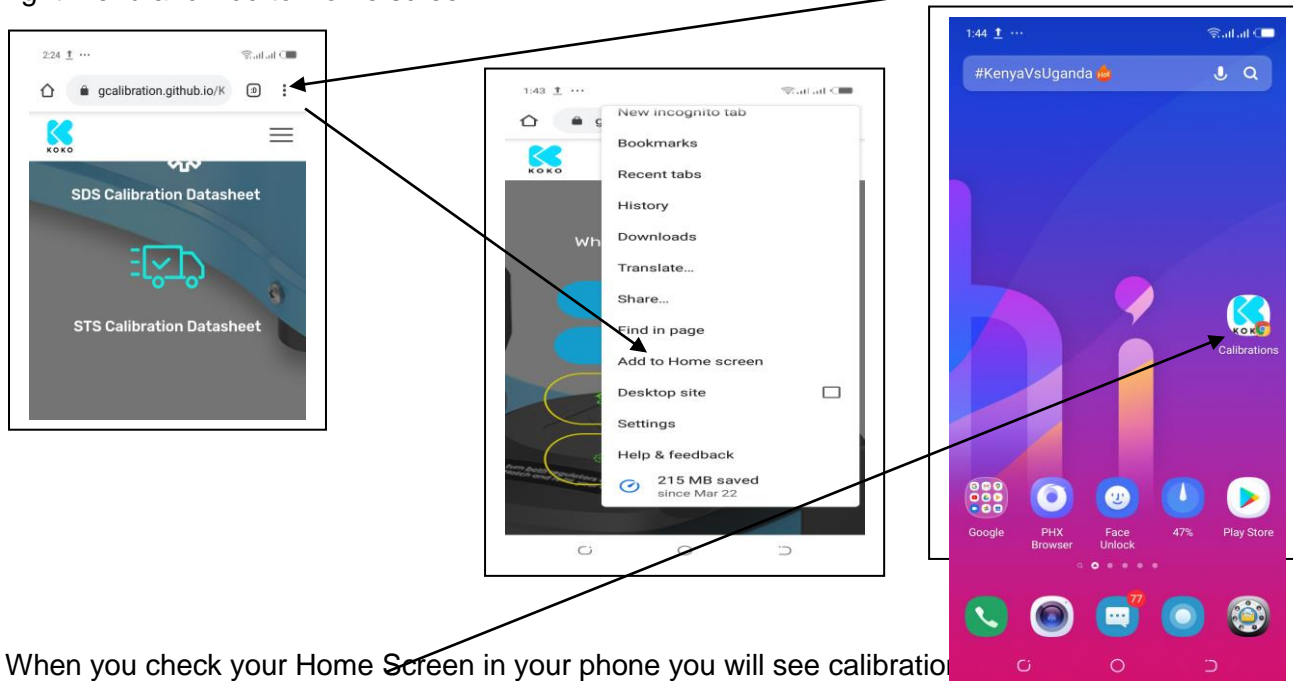 2:24
gcalibration.github.io/K
:D
KOKO
SDS Calibration Datasheet
STS Calibration Datasheet
1:43
New incognito tab
Bookmarks
KOKO
Recent tabs
History
Wh
Downloads
Translate...
Share...
Find in page
Add to Home screen
Desktop site
Settings
Help & feedback
215 MB saved
since Mar 22
1:44
#KenyaVsUganda
Hot
Calibrations
Google
PHX Browser
Face Unlock
47%
Play Store
77
When you check your Home Screen in your phone you will see calibration